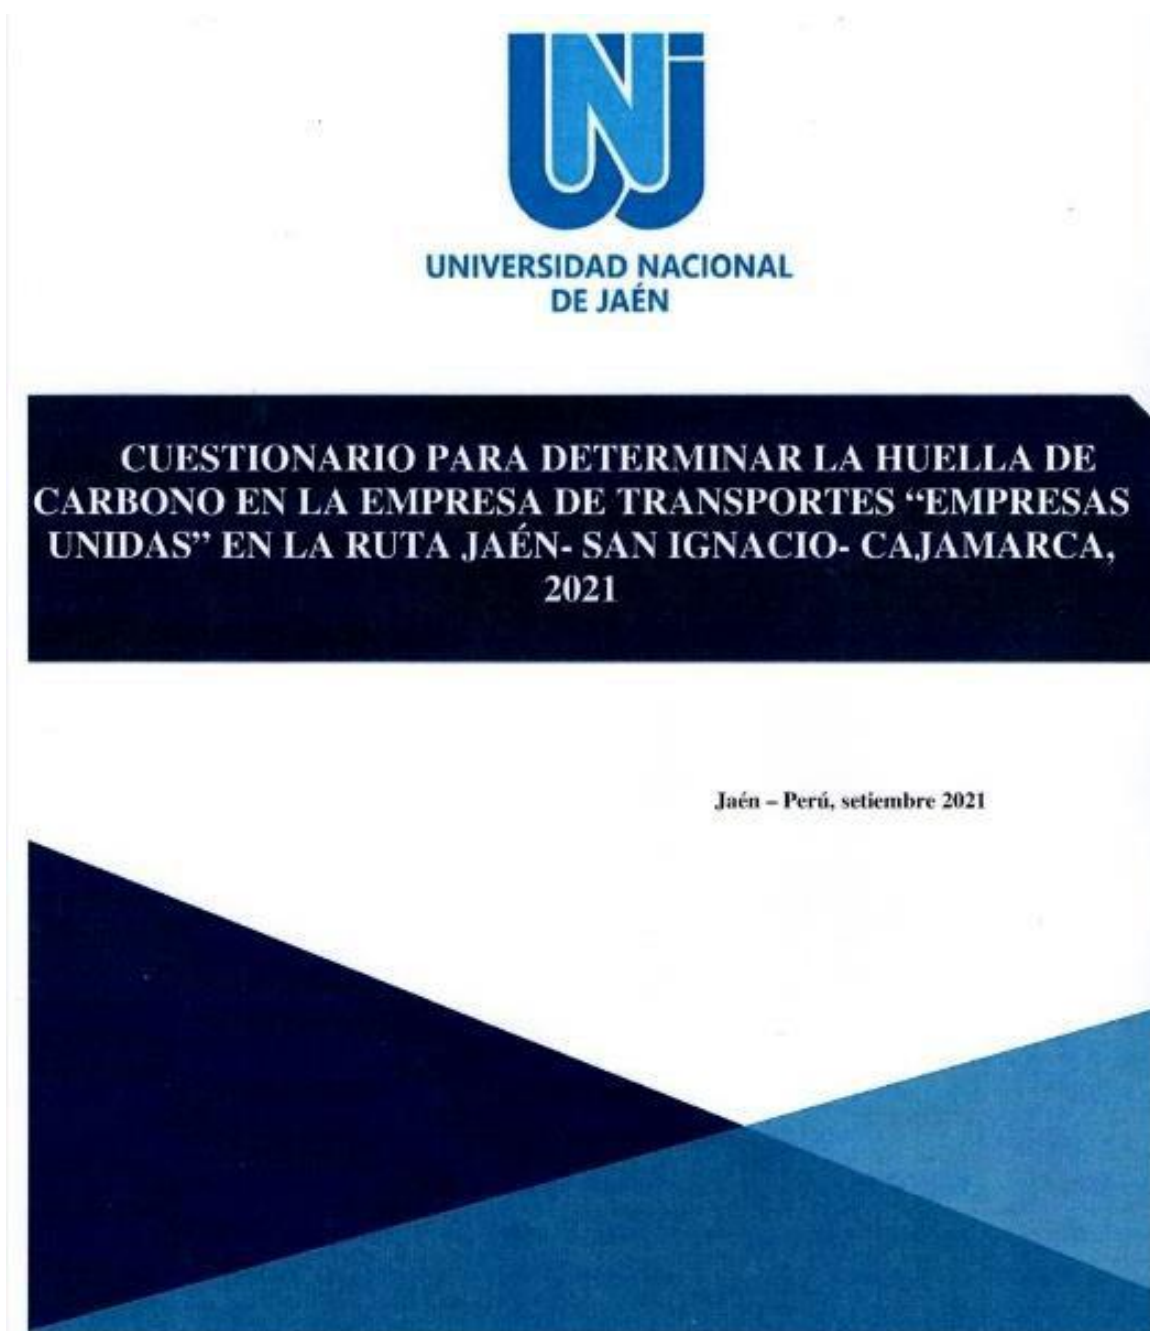 UNJ
UNIVERSIDAD NACIONAL
DE JAÉN
CUESTIONARIO PARA DETERMINAR LA HUELLA DE
CARBONO EN LA EMPRESA DE TRANSPORTES “EMPRESAS
UNIDAS” EN LA RUTA JAÉN- SAN IGNACIO- CAJAMARCA,
2021
Jaén – Perú, setiembre 2021